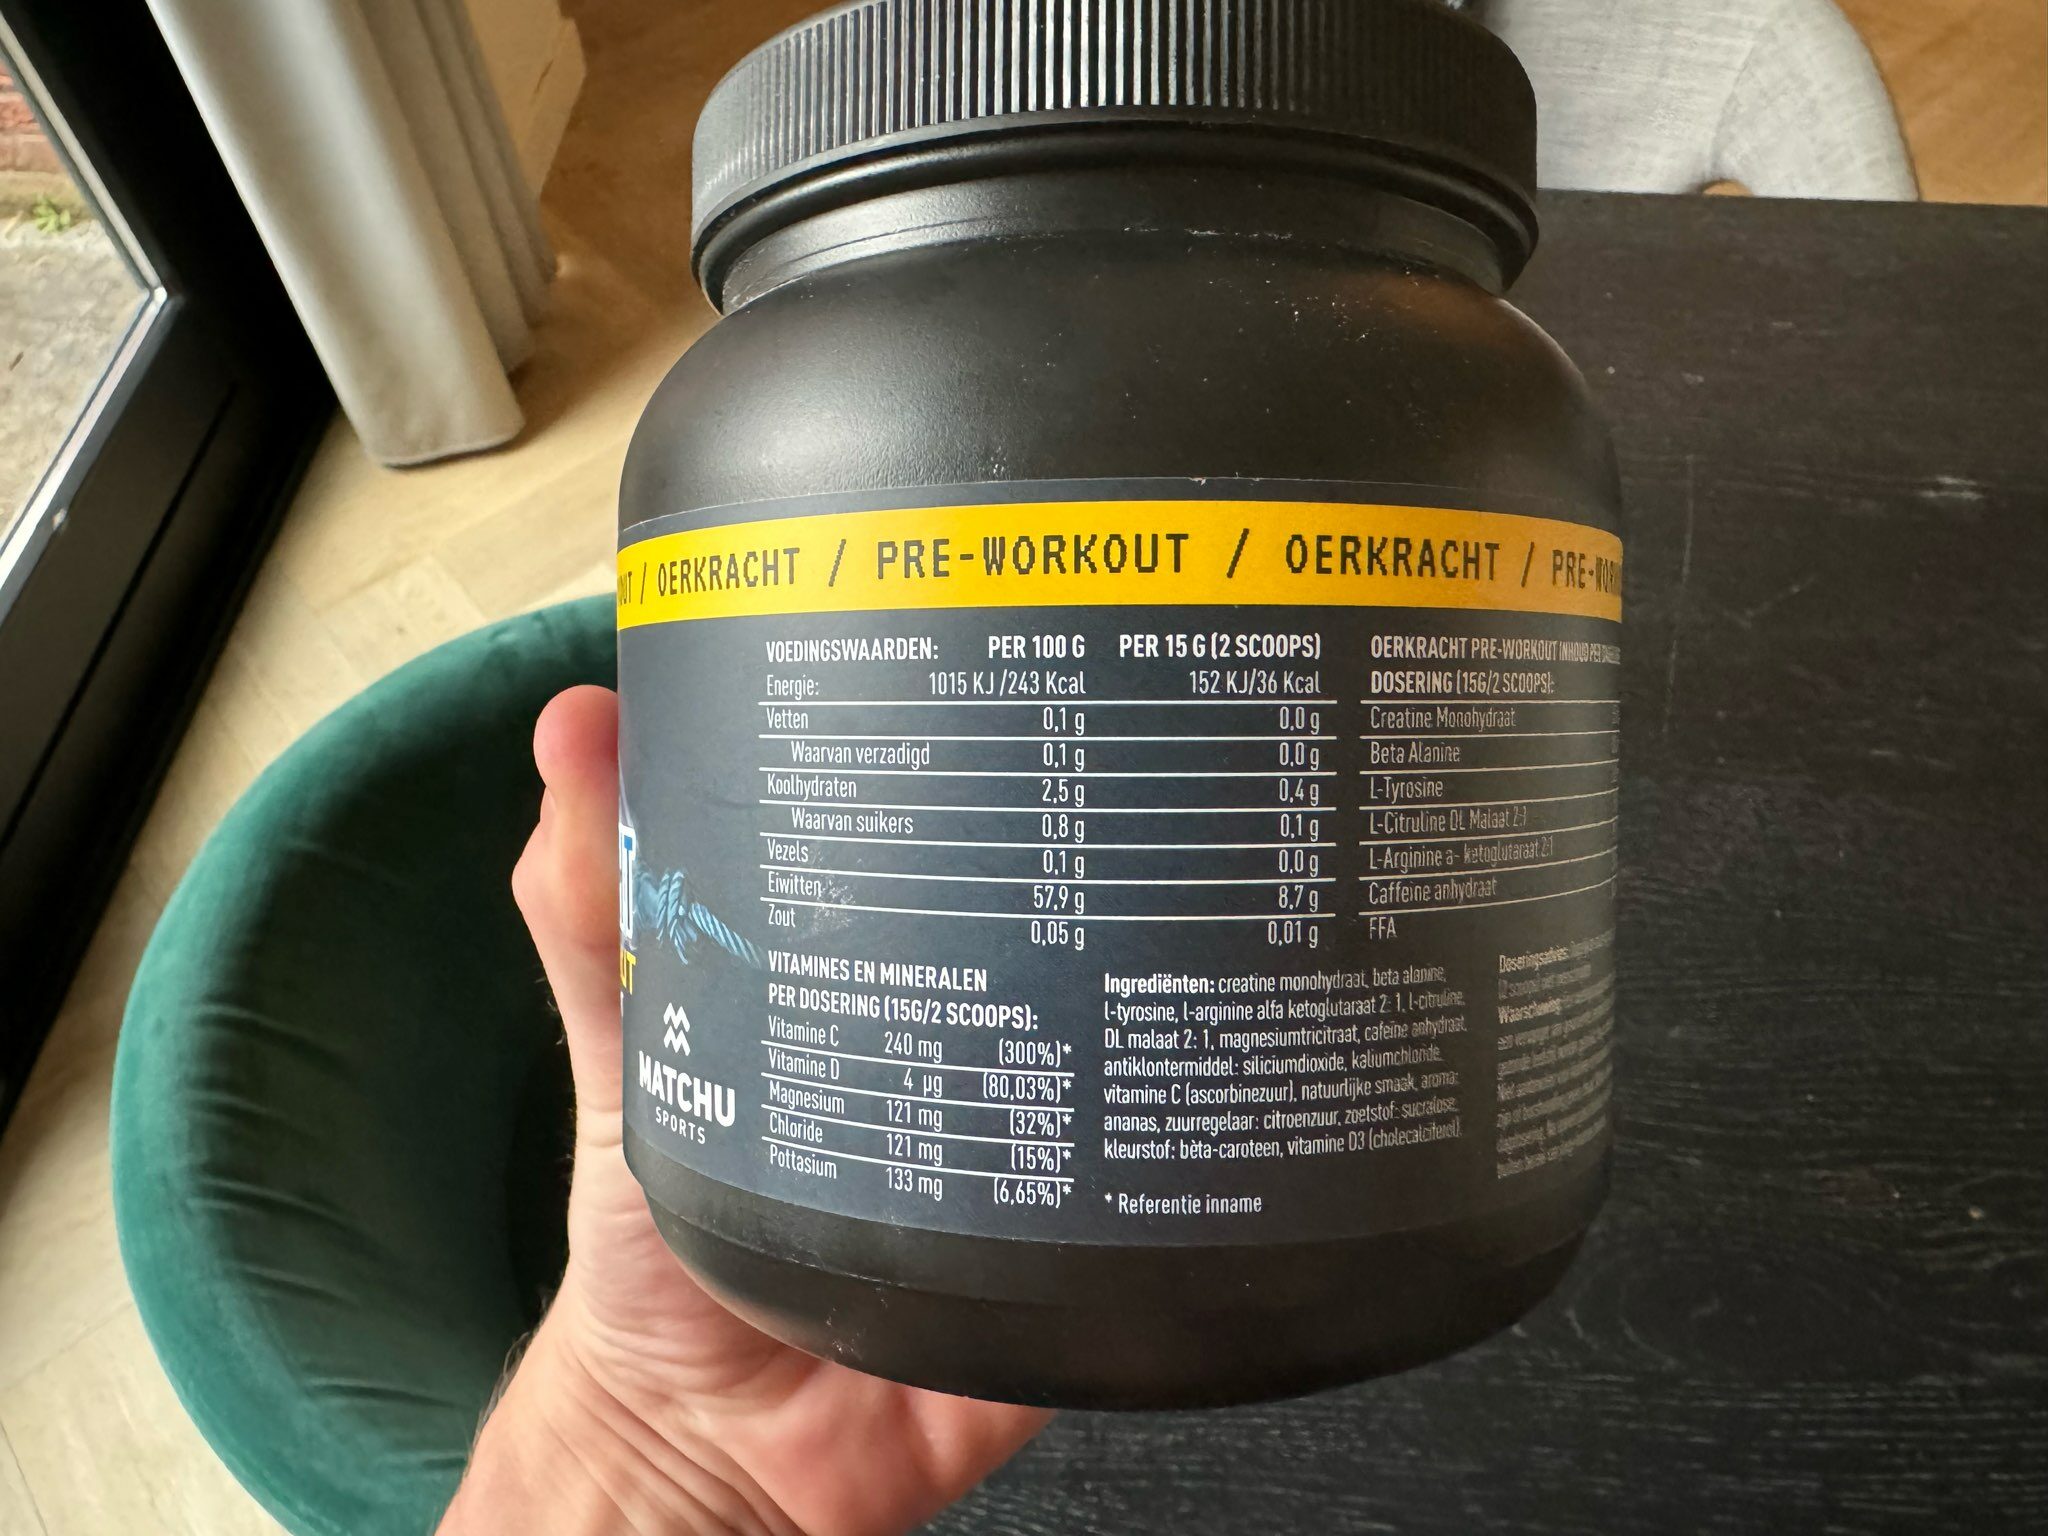 OUT / OERKRACHT / PRE-WORKOUT / OERKRACHT / PRE-WOR
VOEDINGSWAARDEN: PER 100 G PER 15 G (2 SCOOPS)
Energie: 1015 KJ /243 Kcal 152 KJ/36 Kcal
Vetten 0,1 g 0,0 g
Waarvan verzadigd 0,1 g 0,0 g
Koolhydraten 2,5 g 0,4 g
Waarvan suikers 0,8 g 0,1 g
Vezels 0,1 g 0,0 g
Eiwitten 57,9 g 8,7 g
Zout 0,05 g 0,01 g
VITAMINES EN MINERALEN
PER DOSERING (15G/2 SCOOPS):
Vitamine C 240 mg (300%)*
Vitamine D 4 µg (80,03%)*
Magnesium 121 mg (32%)*
Chloride 121 mg (15%)*
Pottasium 133 mg (6,65%)*
OERKRACHT PRE-WORKOUT INHOUD PER
DOSERING (15G/2 SCOOPS):
Creatine Monohydraat
Beta Alanine
L-Tyrosine
L-Citruline DL Malaat 2:1
L-Arginine a- ketoglutaraat 2:1
Caffeine anhydraat
FFA
Ingrediënten: creatine monohydraat, beta alanine,
l-tyrosine, l-arginine alfa ketoglutaraat 2: 1, l-citruline
DL malaat 2: 1, magnesiumtricitraat, cafeïne anhydraat,
antiklontermiddel: siliciumdioxide, kaliumchloride,
vitamine C (ascorbinezuur), natuurlijke smaak, aroma:
ananas, zuurregelaar: citroenzuur, zoetstof: sucralose,
kleurstof: bèta-caroteen, vitamine D3 (cholecalciferol).
* Referentie inname
Doseringsadvies:
Waarschuwing:
MATCHU
SPORTS